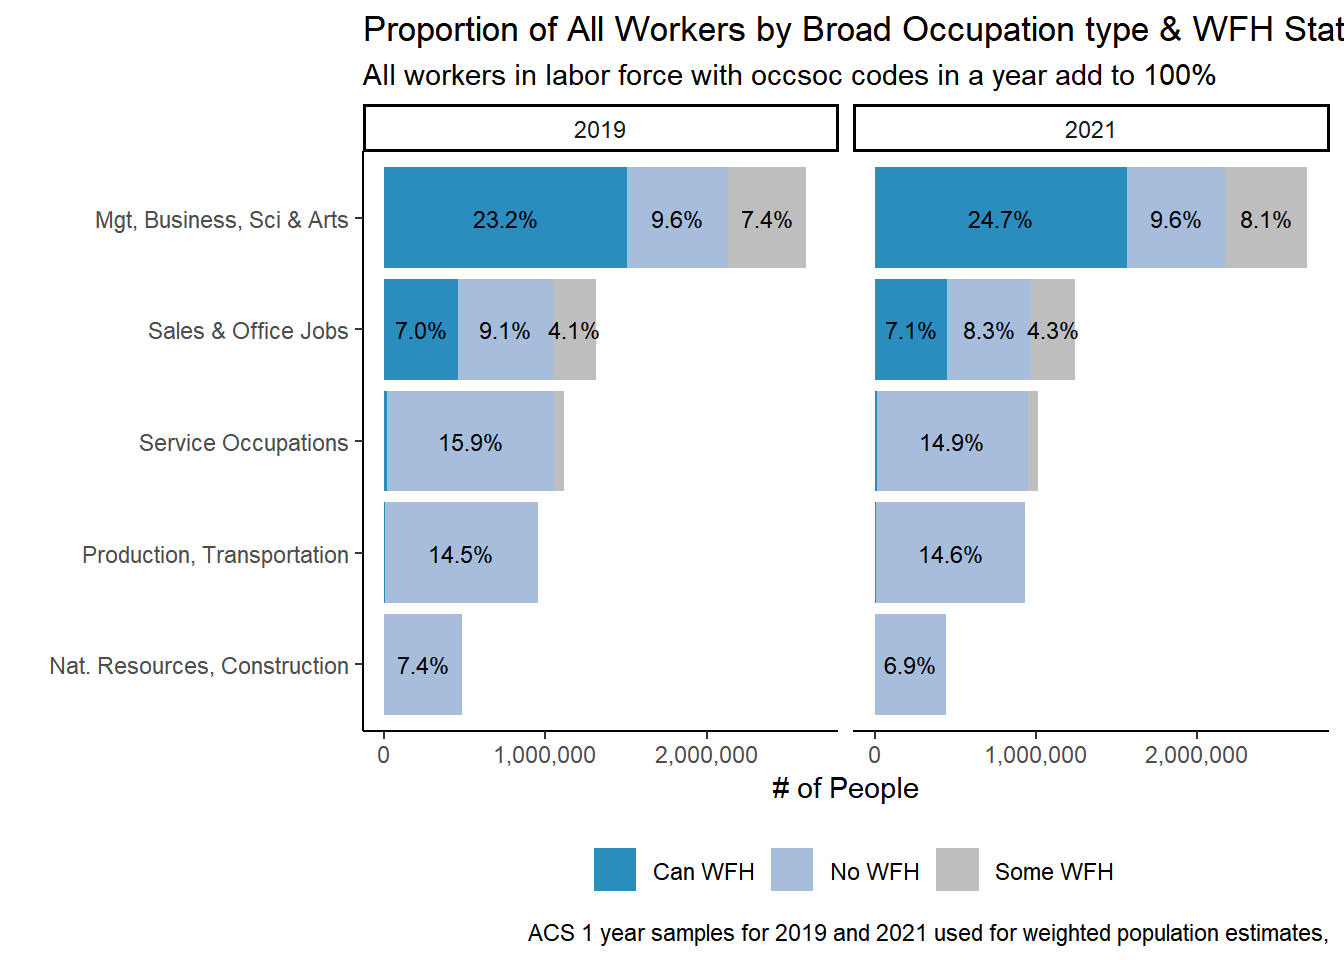 Proportion of All Workers by Broad Occupation type & WFH Stat
All workers in labor force with occsoc codes in a year add to 100%
2019 2021
Mgt, Business, Sci & Arts 23.2% 9.6% 7.4% 24.7% 9.6% 8.1%
Sales & Office Jobs 7.0% 9.1% 4.1% 7.1% 8.3% 4.3%
Service Occupations 15.9% 14.9%
Production, Transportation 14.5% 14.6%
Nat. Resources, Construction 7.4% 6.9%
0 1,000,000 2,000,000 0 1,000,000 2,000,000
# of People
Can WFH No WFH Some WFH
ACS 1 year samples for 2019 and 2021 used for weighted population estimates,